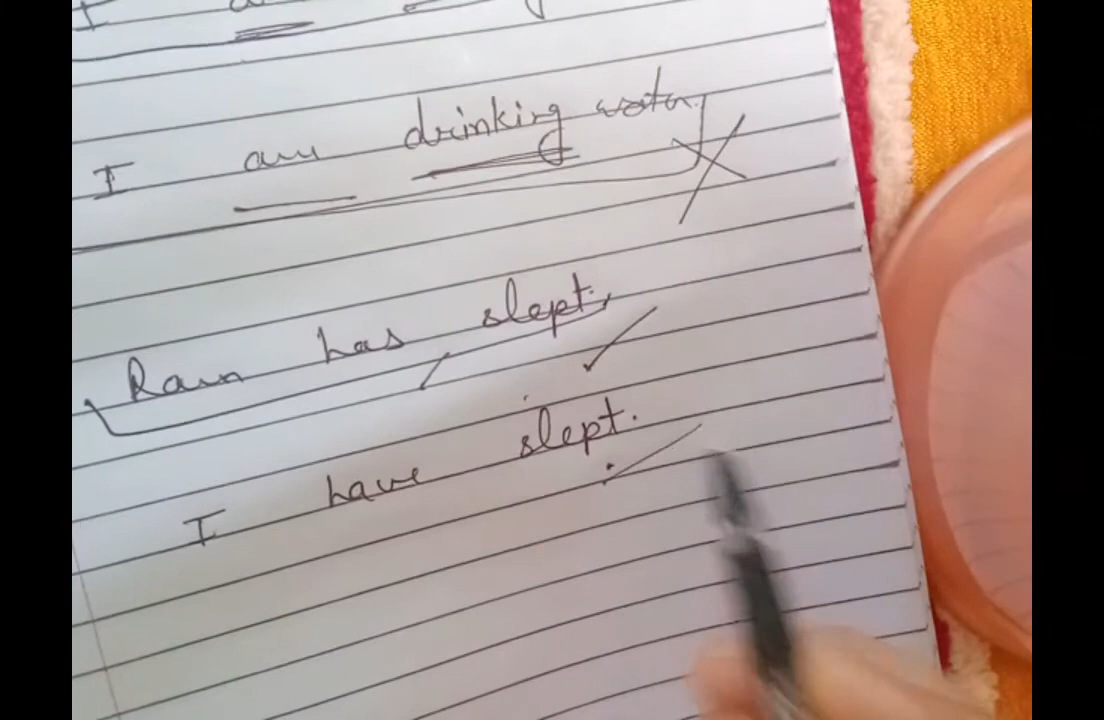 I
I am drinking water
Ram has slept.
I have slept.